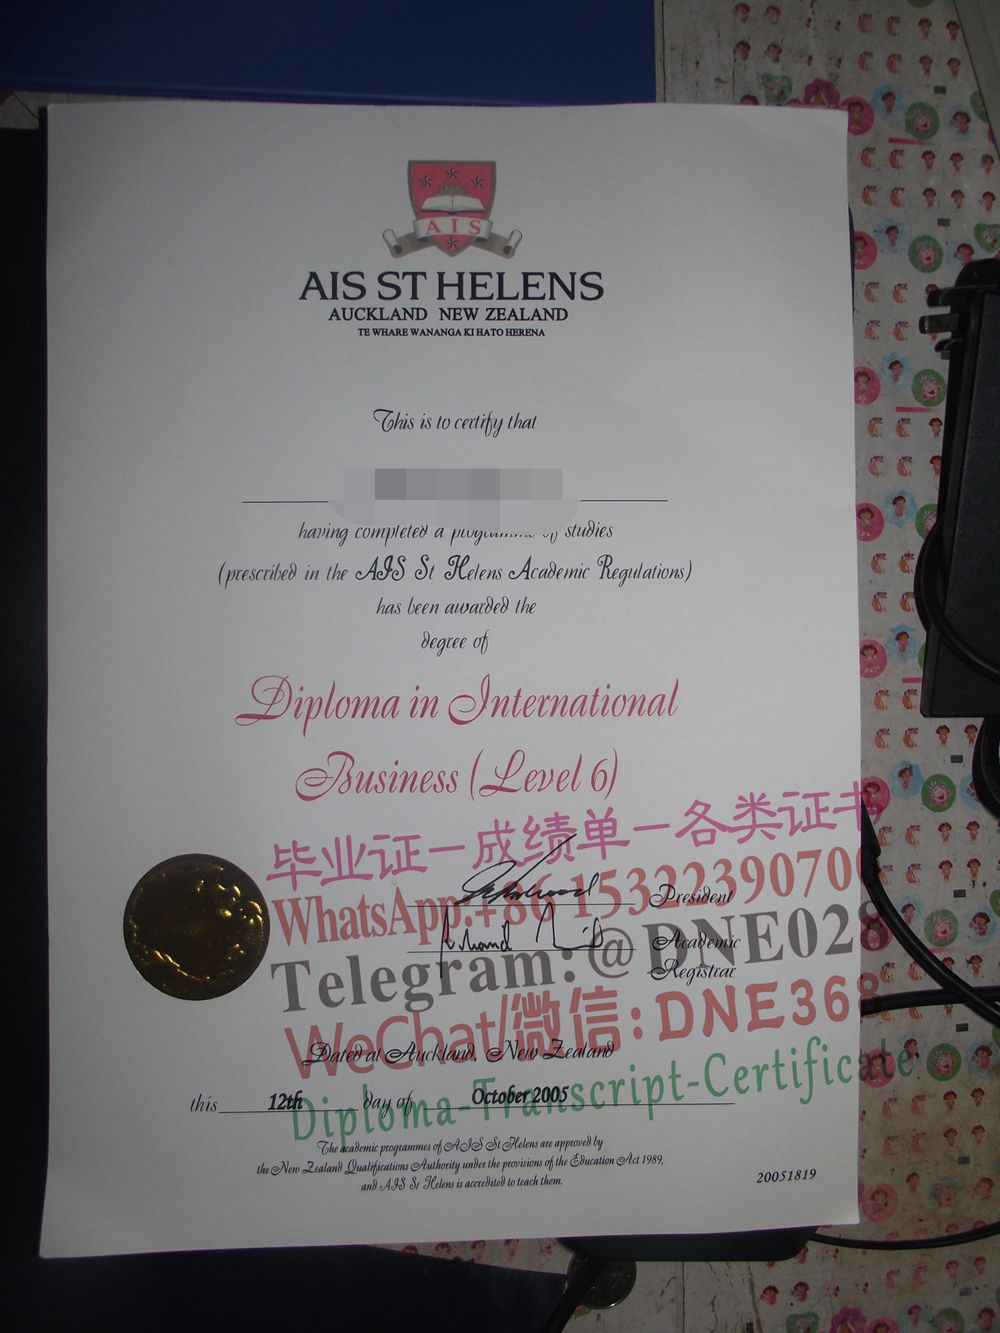 AIS
AIS ST HELENS
AUCKLAND NEW ZEALAND
TE WHARE WANANGA KI HATO HERENA
This is to certify that
having completed a programme of studies
(prescribed in the AIS St Helens Academic Regulations)
has been awarded the
degree of
Diploma in International
Business (Level 6)
毕业证一成绩单一各类证书
WhatsApp:+86 15322390700
President
Telegram:@DNE028
Academic
Registrar
WeChat/微信:DNE368
Dated at Auckland, New Zealand
Diploma-Transcript-Certificate
this 12th day of October 2005
The academic programmes of AIS St Helens are approved by
the New Zealand Qualifications Authority under the provisions of the Education Act 1989,
and AIS St Helens is accredited to teach them.
20051819